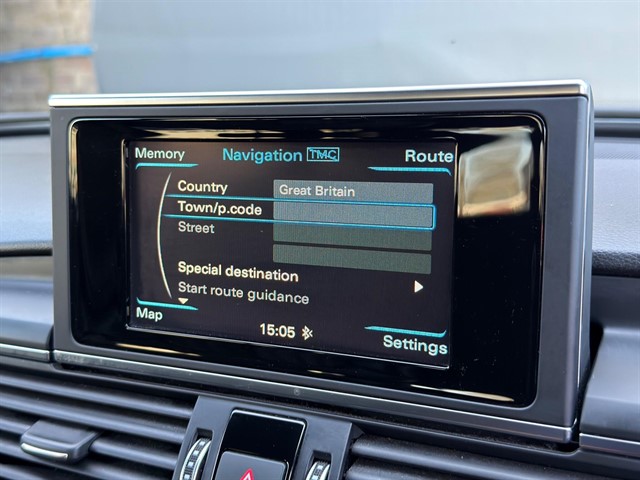 Memory
Navigation TMC
Route
Country
Great Britain
Town/p.code
Street
Special destination
Start route guidance
Map
15:05
Settings